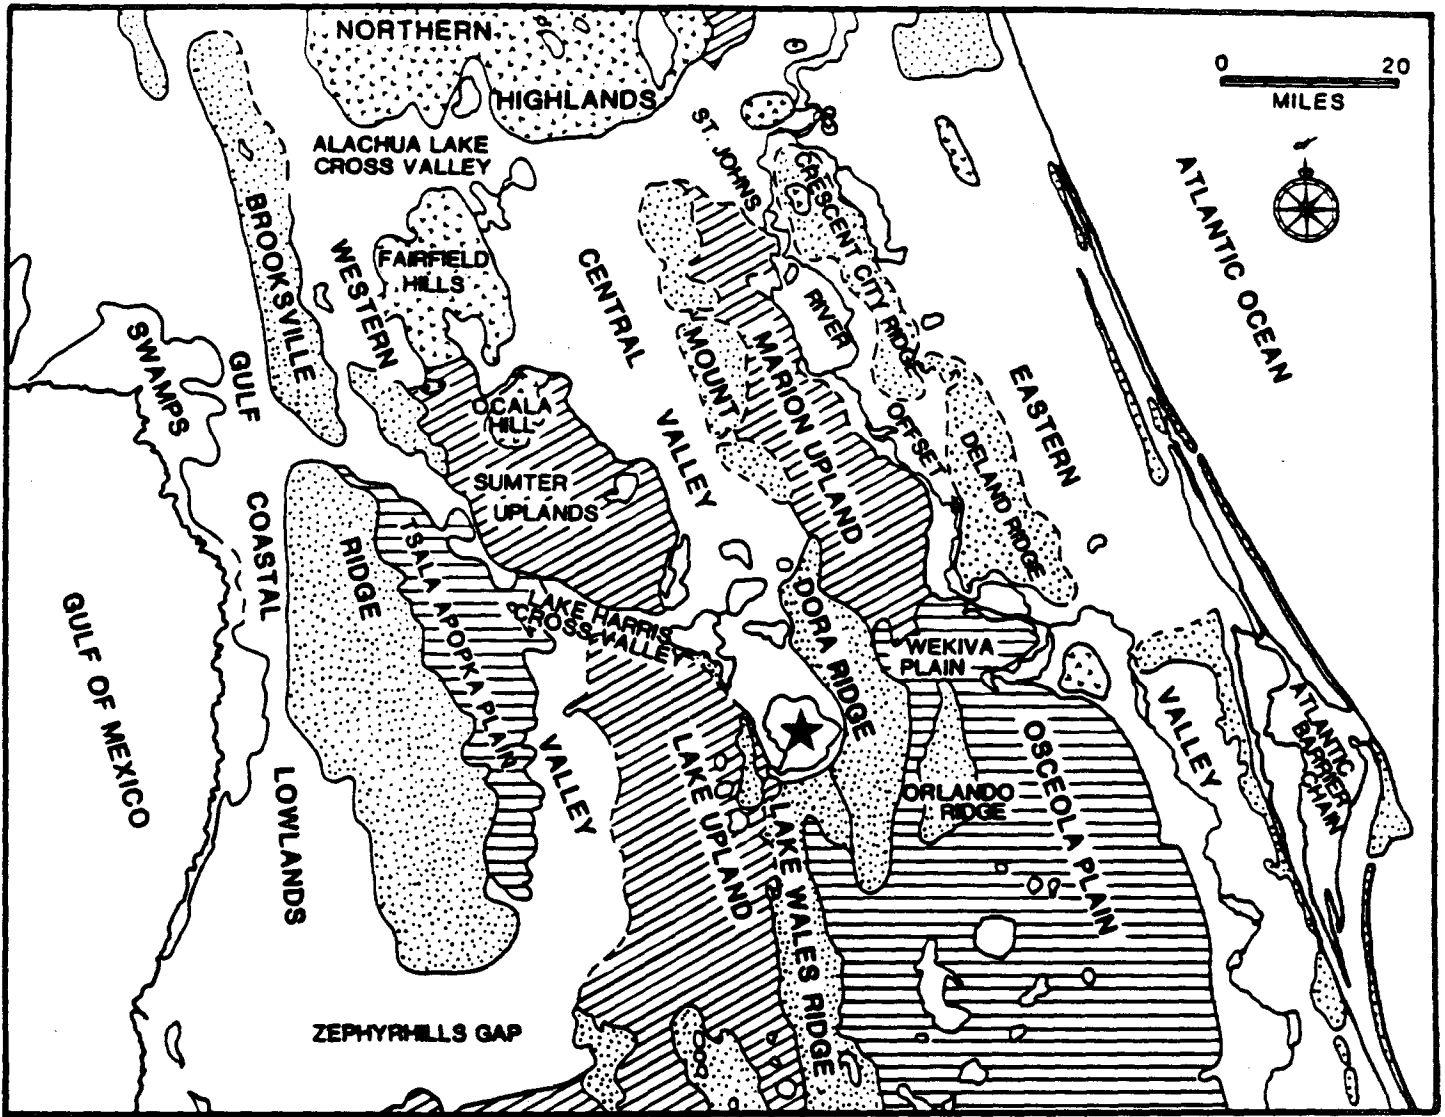 NORTHERN
HIGHLANDS
0 20
MILES
ALACHUA LAKE
CROSS VALLEY
ST. JOHNS
RIVER
OFFSET
CRESCENT CITY RIDGE
ATLANTIC OCEAN
BROOKSVILLE
RIDGE
WESTERN
VALLEY
FAIRFIELD
HILLS
CENTRAL
VALLEY
SWAMPS
GULF
COASTAL
LOWLANDS
MOUNT
DORA RIDGE
MARION UPLAND
EASTERN
VALLEY
OCALA
HILL
SUMTER
UPLANDS
DELAND RIDGE
TSALA APOPKA PLAIN
GULF OF MEXICO
LAKE HARRIS
CROSS VALLEY
WEKIVA
PLAIN
LAKE UPLAND
OSCEOLA PLAIN
ORLANDO
RIDGE
ATLANTIC
BARRIER
CHAIN
LAKE WALES RIDGE
ZEPHYRHILLS GAP